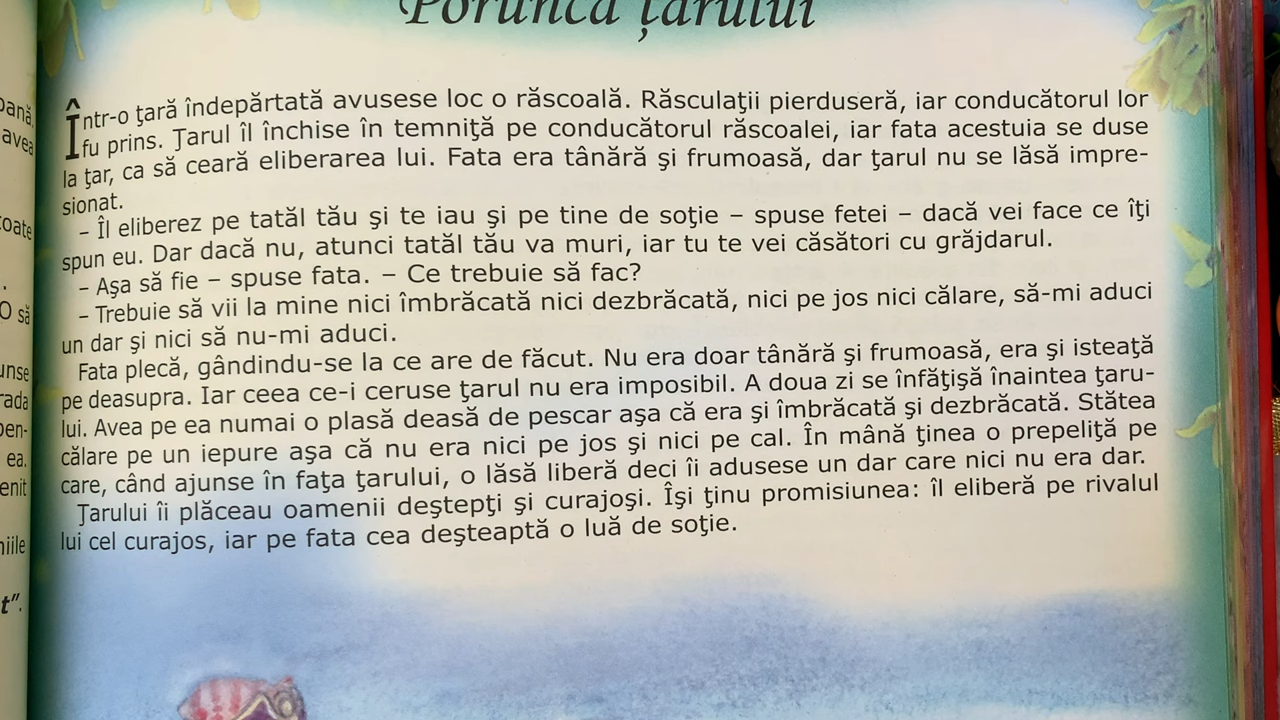 Porunca ţarului
Într-o ţară îndepărtată avusese loc o răscoală. Răsculaţii pierduseră, iar conducătorul lor
fu prins. Ţarul îl închise în temniţă pe conducătorul răscoalei, iar fata acestuia se duse
la ţar, ca să ceară eliberarea lui. Fata era tânără şi frumoasă, dar ţarul nu se lăsă impre-
sionat.
– Îl eliberez pe tatăl tău şi te iau şi pe tine de soţie – spuse fetei – dacă vei face ce îţi
spun eu. Dar dacă nu, atunci tatăl tău va muri, iar tu te vei căsători cu grăjdarul.
– Aşa să fie – spuse fata. – Ce trebuie să fac?
– Trebuie să vii la mine nici îmbrăcată nici dezbrăcată, nici pe jos nici călare, să-mi aduci
un dar şi nici să nu-mi aduci.
Fata plecă, gândindu-se la ce are de făcut. Nu era doar tânără şi frumoasă, era şi isteaţă
pe deasupra. Iar ceea ce-i ceruse ţarul nu era imposibil. A doua zi se înfăţişă înaintea ţaru-
lui. Avea pe ea numai o plasă deasă de pescar aşa că era şi îmbrăcată şi dezbrăcată. Stătea
călare pe un iepure aşa că nu era nici pe jos şi nici pe cal. În mână ţinea o prepeliţă pe
care, când ajunse în faţa ţarului, o lăsă liberă deci îi adusese un dar care nici nu era dar.
Ţarului îi plăceau oamenii deştepţi şi curajoşi. Îşi ţinu promisiunea: îl eliberă pe rivalul
lui cel curajos, iar pe fata cea deşteaptă o luă de soţie.
avea
O să
ea.